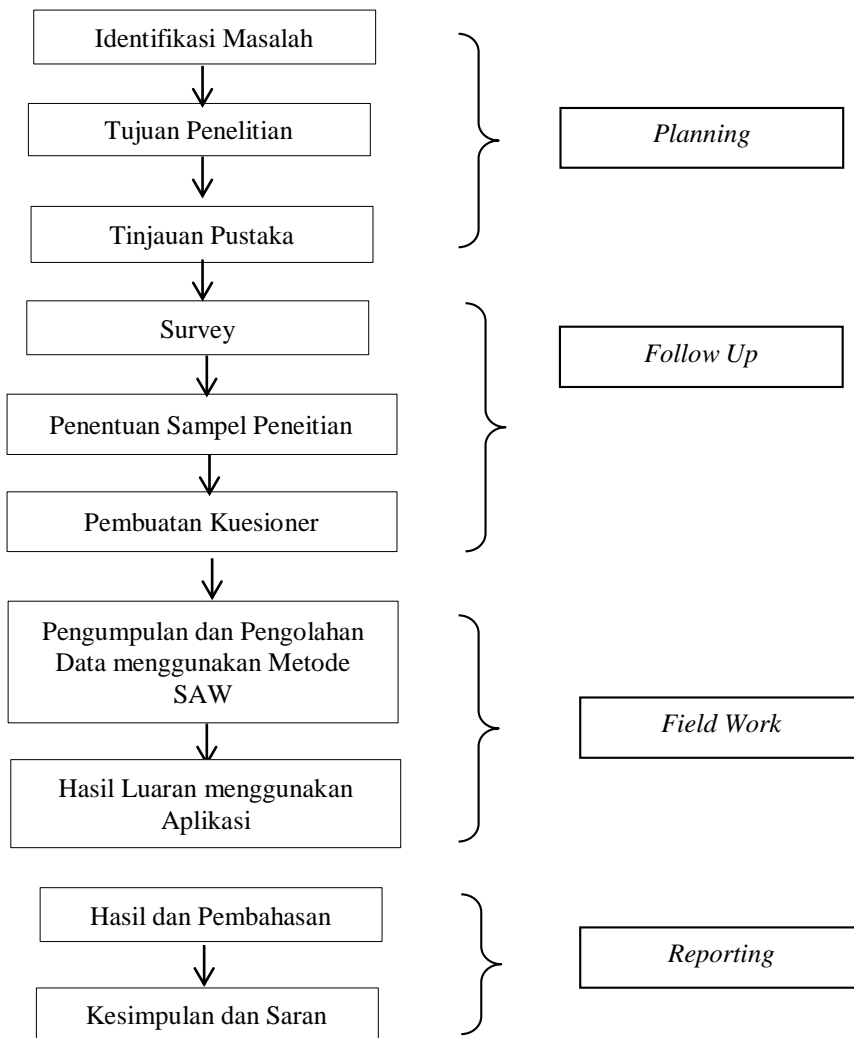 Identifikasi Masalah
Tujuan Penelitian
Planning
Tinjauan Pustaka
Survey
Follow Up
Penentuan Sampel Peneitian
Pembuatan Kuesioner
Pengumpulan dan Pengolahan
Data menggunakan Metode
SAW
Field Work
Hasil Luaran menggunakan
Aplikasi
Hasil dan Pembahasan
Reporting
Kesimpulan dan Saran